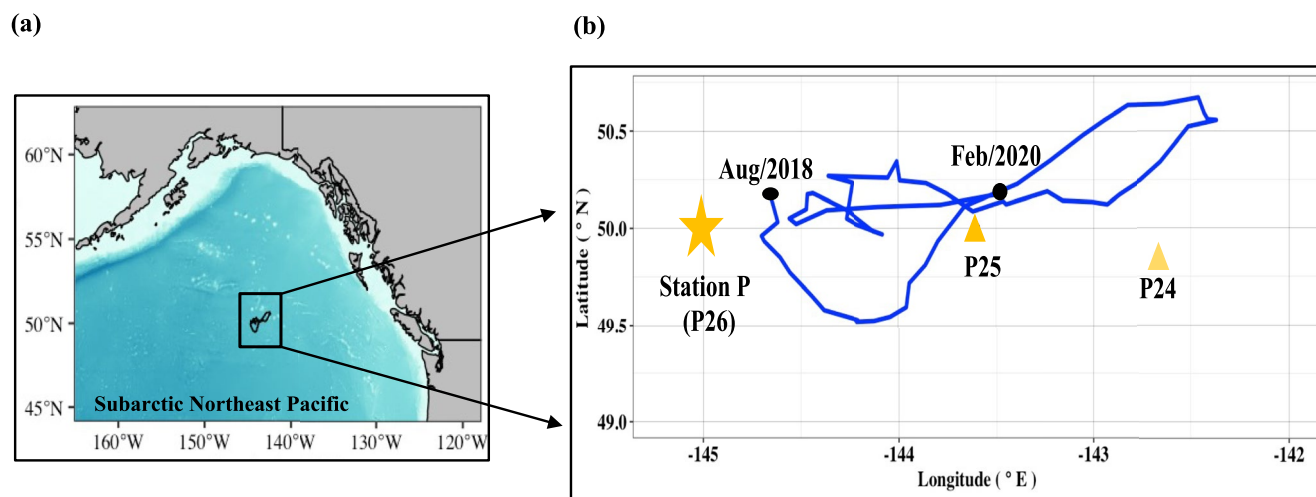 (a)
60°N
55°N
50°N
45°N
Subarctic Northeast Pacific
160°W
150°W
140°W
130°W
120°W
(b)
Latitude ( ° N )
50.5
50.0
49.5
49.0
Aug/2018
Feb/2020
Station P
(P26)
P25
P24
-145
-144
-143
-142
Longitude ( ° E )